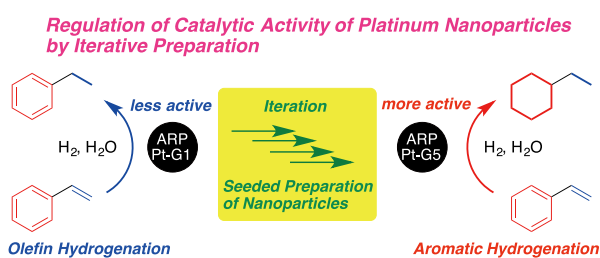 Regulation of Catalytic Activity of Platinum Nanoparticles
by Iterative Preparation
less active
H2, H2O
ARP
Pt-G1
Olefin Hydrogenation
Iteration
Seeded Preparation
of Nanoparticles
more active
ARP
Pt-G5
H2, H2O
Aromatic Hydrogenation